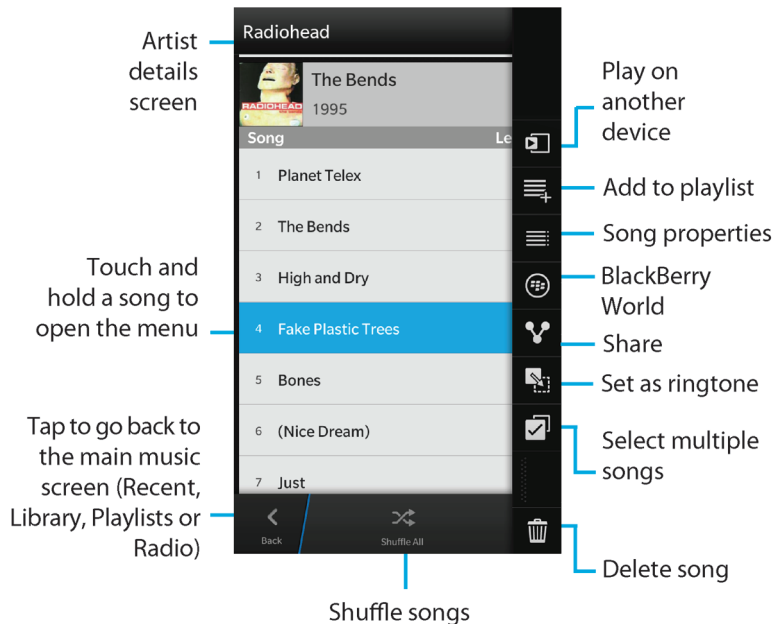 Artist
details
screen
Touch and
hold a song to
open the menu
Tap to go back to
the main music
screen (Recent,
Library, Playlists or
Radio)
Radiohead
RADIOHEAD
The Bends
1995
Song Le
1 Planet Telex
2 The Bends
3 High and Dry
4 Fake Plastic Trees
5 Bones
6 (Nice Dream)
7 Just
Back
Shuffle All
Shuffle songs
Play on
another
device
Add to playlist
Song properties
BlackBerry
World
Share
Set as ringtone
Select multiple
songs
Delete song